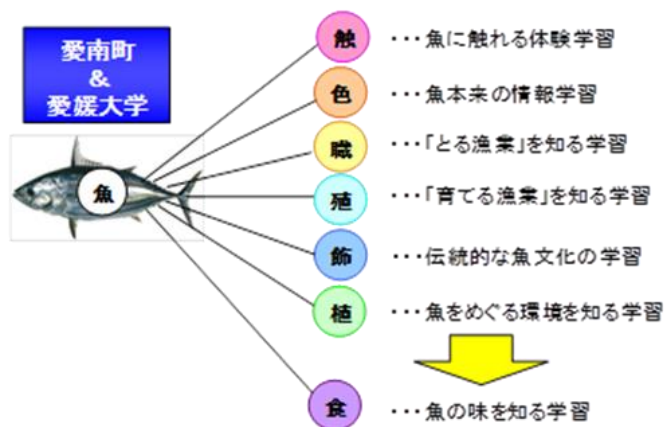 愛南町
&
愛媛大学
魚
触 ・・・魚に触れる体験学習
色 ・・・魚本来の情報学習
職 ・・・「とる漁業」を知る学習
殖 ・・・「育てる漁業」を知る学習
飾 ・・・伝統的な魚文化の学習
植 ・・・魚をめぐる環境を知る学習
食 ・・・魚の味を知る学習